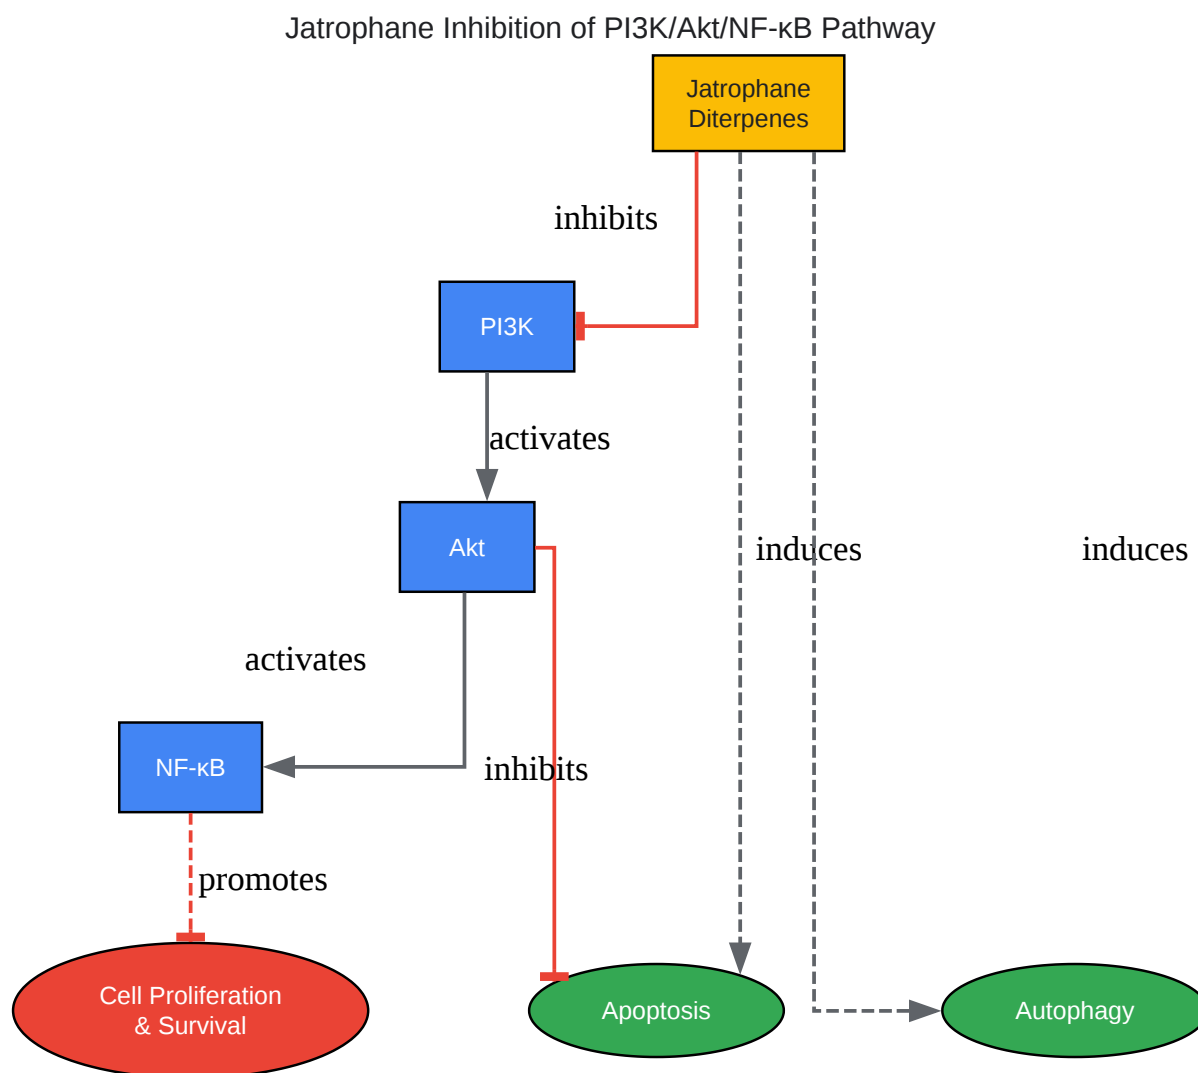 Jatrophane Inhibition of PI3K/Akt/NF-κB Pathway
Jatrophane
Diterpenes
inhibits
PI3K
activates
Akt
induces
induces
activates
NF-κB
inhibits
promotes
Cell Proliferation
& Survival
Apoptosis
Autophagy